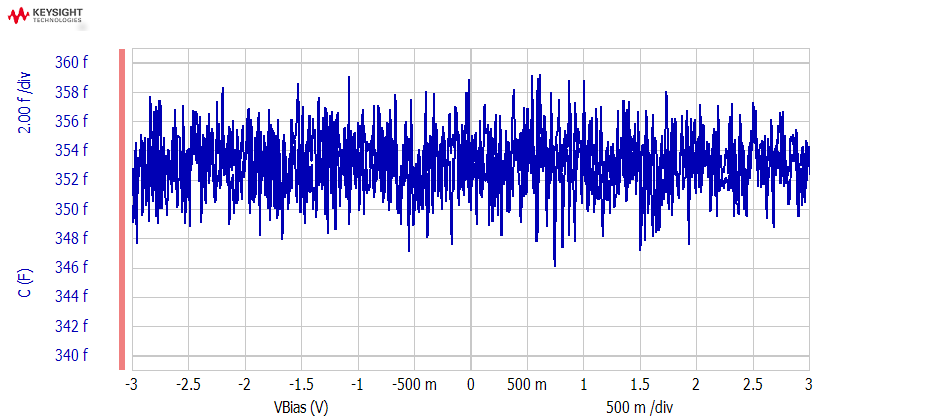 KEYSIGHT
TECHNOLOGIES
2.00 f /div
C (F)
360 f
358 f
356 f
354 f
352 f
350 f
348 f
346 f
344 f
342 f
340 f
-3 -2.5 -2 -1.5 -1 -500 m 0 500 m 1 1.5 2 2.5 3
VBias (V) 500 m /div